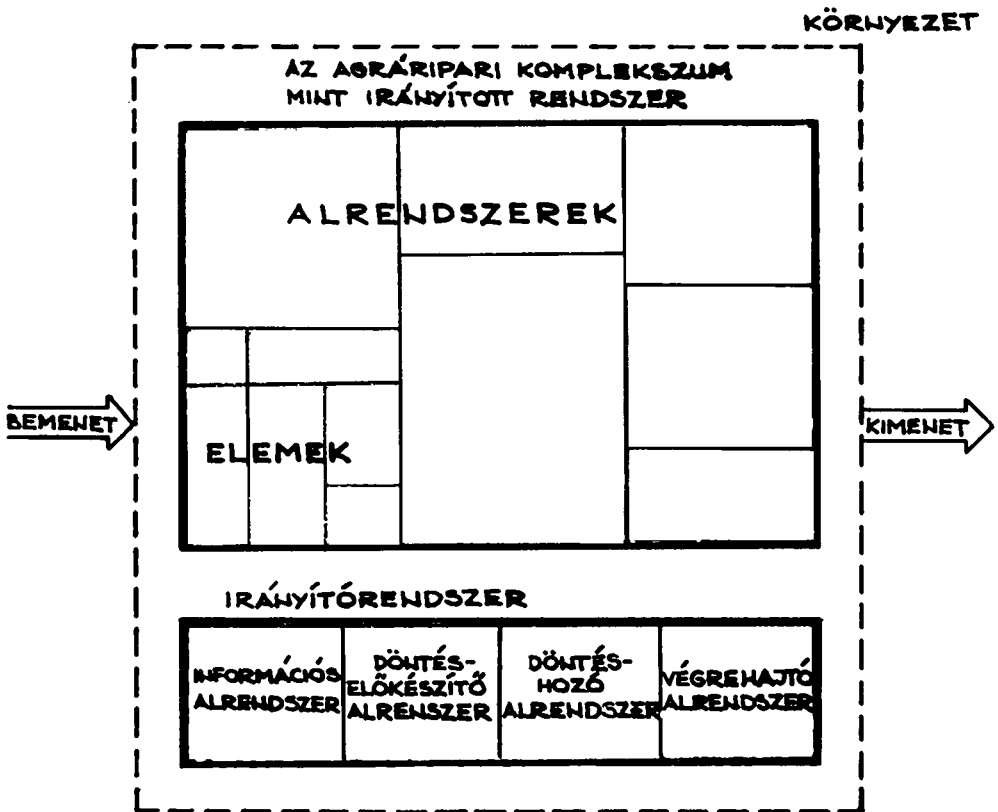 KÖRNYEZET
AZ AGRÁRIPARI KOMPLEKSZUM
MINT IRÁNYÍTOTT RENDSZER
ALRENDSZEREK
BEMENET
KIMENET
ELEMEK
IRÁNYÍTÓRENDSZER
INFORMÁCIÓS
ALRENDSZER
DÖNTÉS-
ELŐKÉSZÍTŐ
ALRENSZER
DÖNTÉS-
HOZÓ
ALRENDSZER
VÉGREHAJTÓ
ALRENDSZER